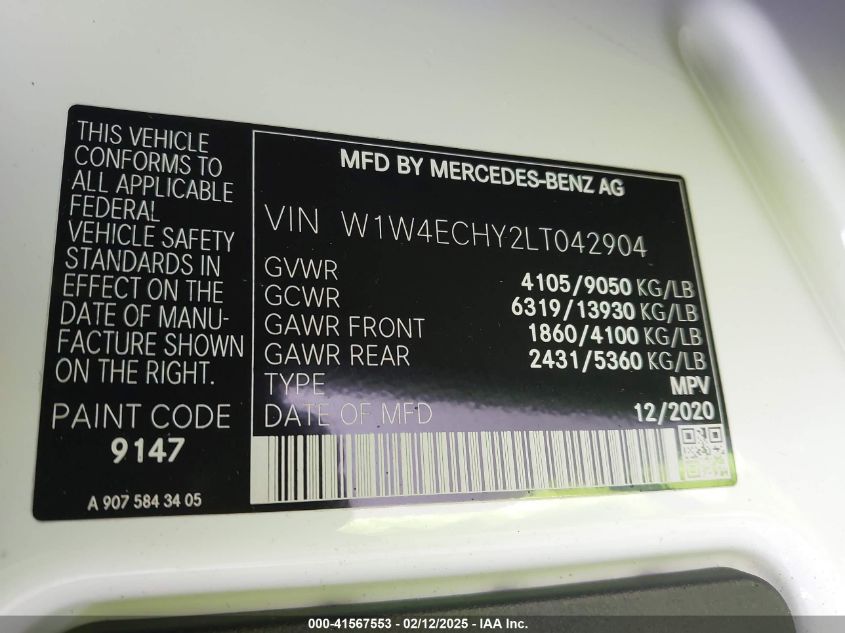 THIS VEHICLE
CONFORMS TO
ALL APPLICABLE
FEDERAL
VEHICLE SAFETY
STANDARDS IN
EFFECT ON THE
DATE OF MANU-
FACTURE SHOWN
ON THE RIGHT.
PAINT CODE
9147
A 907 584 34 05
MFD BY MERCEDES-BENZ AG
VIN W1W4ECHY2LT042904
GVWR 4105/9050 KG/LB
GCWR 6319/13930 KG/LB
GAWR FRONT 1860/4100 KG/LB
GAWR REAR 2431/5360 KG/LB
TYPE MPV
DATE OF MFD 12/2020
000-41567553 - 02/12/2025 - IAA Inc.